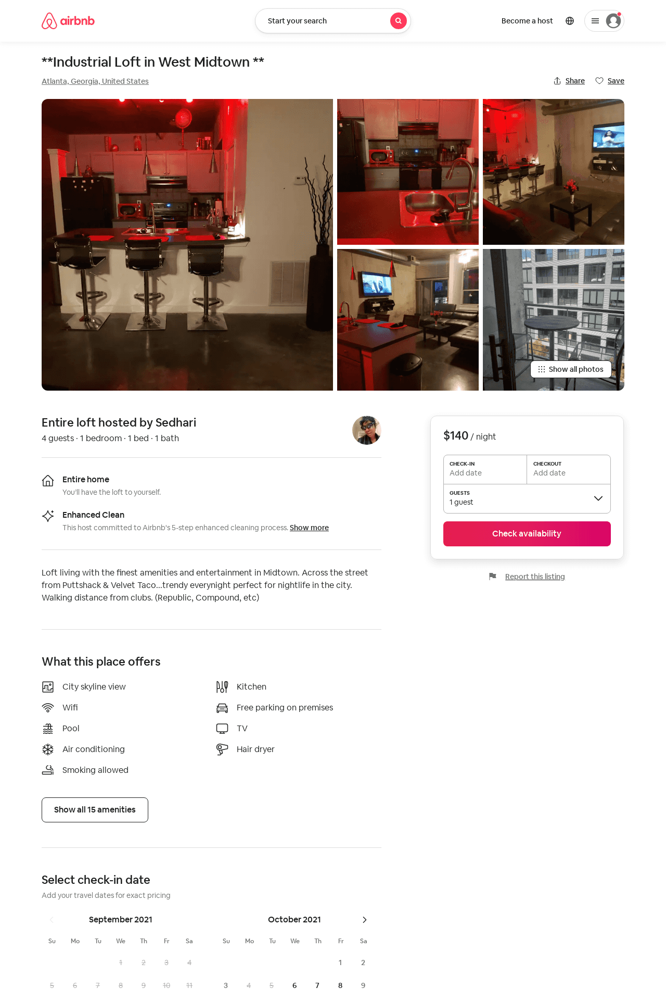 airbnb
Start your search
Become a host
**Industrial Loft in West Midtown **
Atlanta, Georgia, United States
Share
Save
Show all photos
Entire loft hosted by Sedhari
4 guests · 1 bedroom · 1 bed · 1 bath
Entire home
You’ll have the loft to yourself.
Enhanced Clean
This host committed to Airbnb's 5-step enhanced cleaning process. Show more
Loft living with the finest amenities and entertainment in Midtown. Across the street
from Puttshack & Velvet Taco...trendy everynight perfect for nightlife in the city.
Walking distance from clubs. (Republic, Compound, etc)
$140 / night
CHECK-IN
Add date
CHECKOUT
Add date
GUESTS
1 guest
Check availability
Report this listing
What this place offers
City skyline view
Kitchen
Wifi
Free parking on premises
Pool
TV
Air conditioning
Hair dryer
Smoking allowed
Show all 15 amenities
Select check-in date
Add your travel dates for exact pricing
September 2021
Su Mo Tu We Th Fr Sa
1 2 3 4
5 6 7 8 9 10 11
October 2021
Su Mo Tu We Th Fr Sa
1 2
3 4 5 6 7 8 9